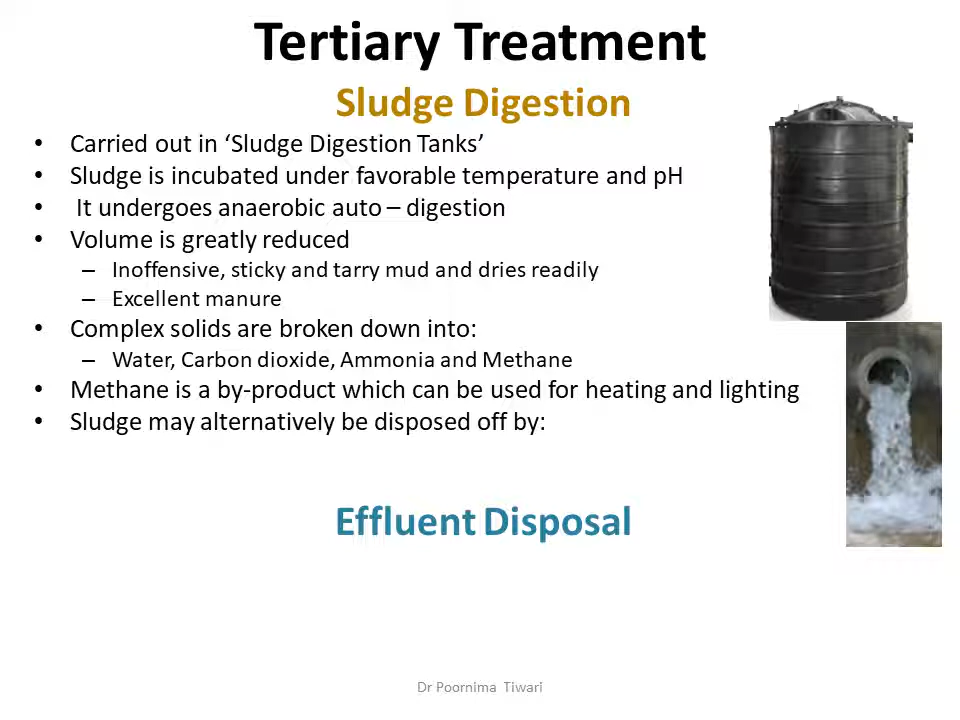 Tertiary Treatment
Sludge Digestion
• Carried out in ‘Sludge Digestion Tanks’
• Sludge is incubated under favorable temperature and pH
• It undergoes anaerobic auto – digestion
• Volume is greatly reduced
– Inoffensive, sticky and tarry mud and dries readily
– Excellent manure
• Complex solids are broken down into:
– Water, Carbon dioxide, Ammonia and Methane
• Methane is a by-product which can be used for heating and lighting
• Sludge may alternatively be disposed off by:
Effluent Disposal
Dr Poornima Tiwari